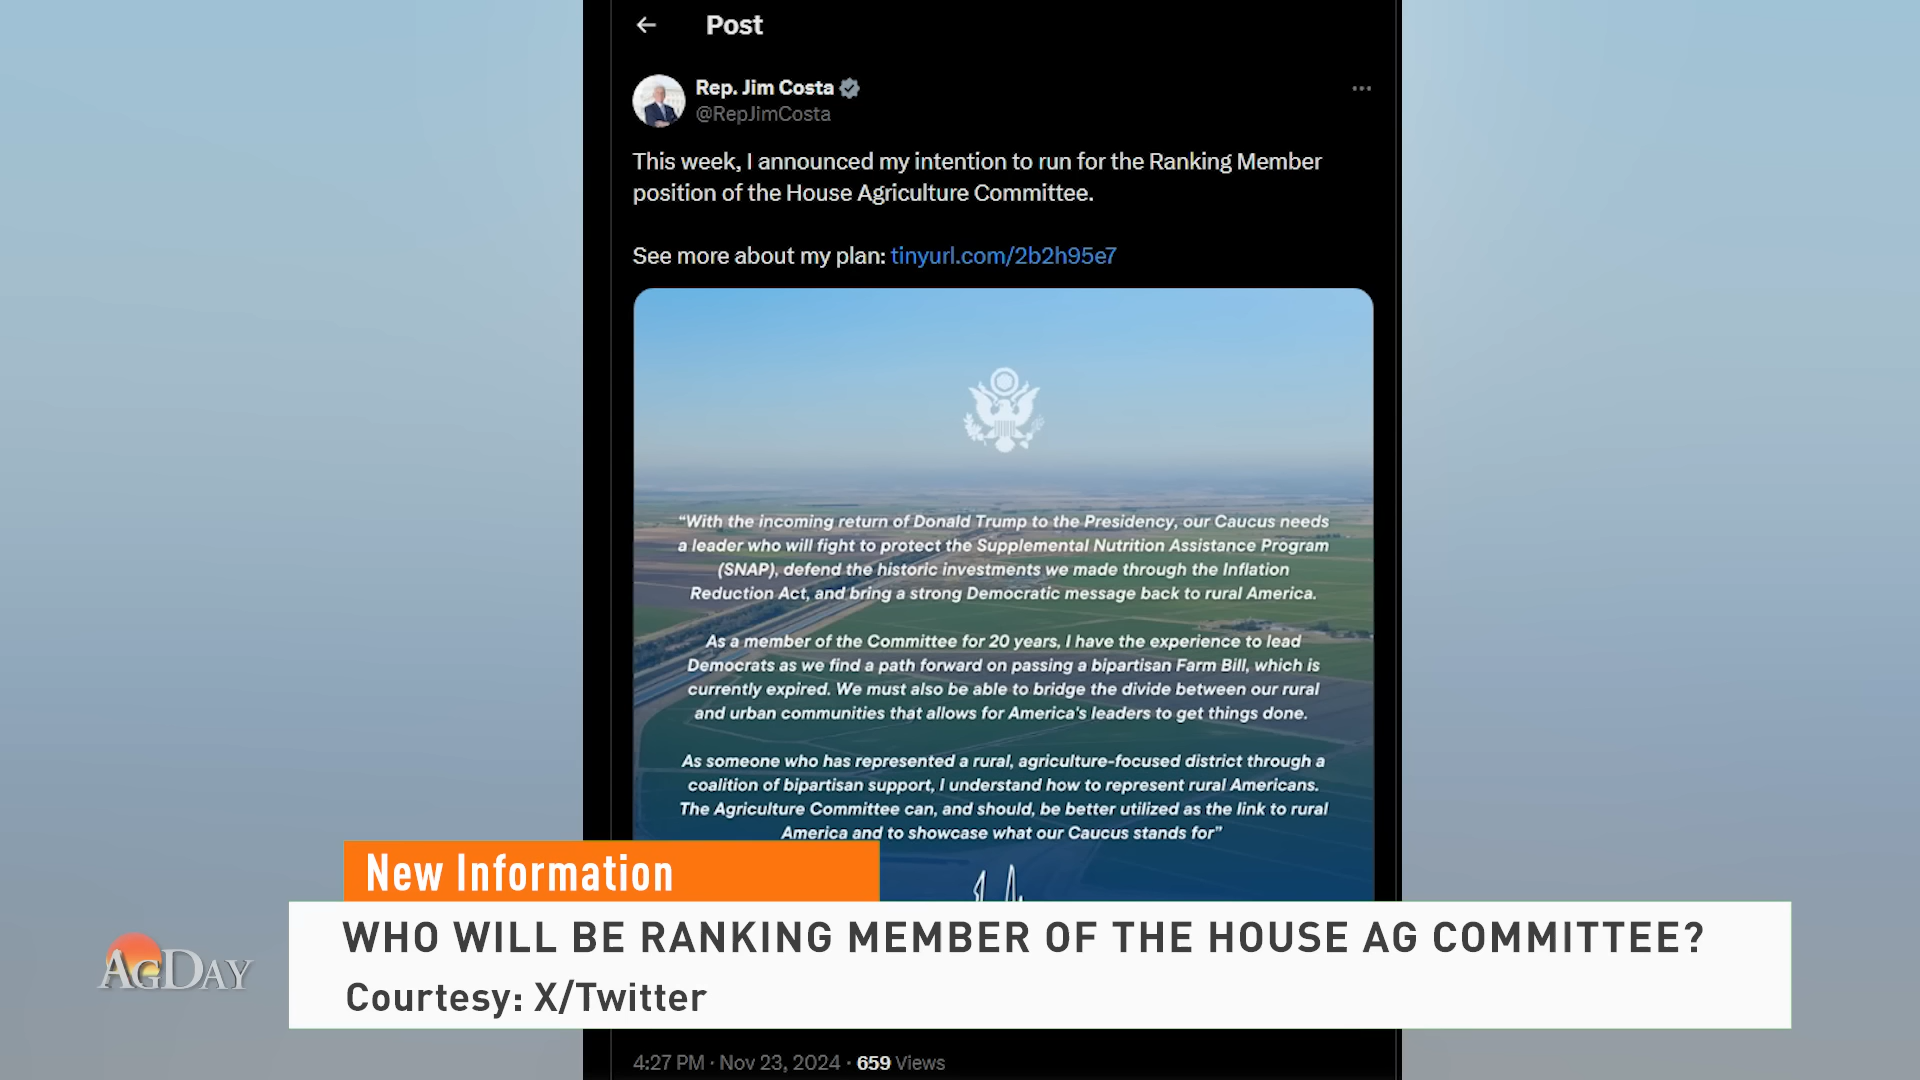 Post
Rep. Jim Costa
@RepJimCosta
This week, I announced my intention to run for the Ranking Member
position of the House Agriculture Committee.
See more about my plan: tinyurl.com/2b2h95e7
“With the incoming return of Donald Trump to the Presidency, our Caucus needs
a leader who will fight to protect the Supplemental Nutrition Assistance Program
(SNAP), defend the historic investments we made through the Inflation
Reduction Act, and bring a strong Democratic message back to rural America.
As a member of the Committee for 20 years, I have the experience to lead
Democrats as we find a path forward on passing a bipartisan Farm Bill, which is
currently expired. We must also be able to bridge the divide between our rural
and urban communities that allows for America's leaders to get things done.
As someone who has represented a rural, agriculture-focused district through a
coalition of bipartisan support, I understand how to represent rural Americans.
The Agriculture Committee can, and should, be better utilized as the link to rural
America and to showcase what our Caucus stands for”
New Information
WHO WILL BE RANKING MEMBER OF THE HOUSE AG COMMITTEE?
Courtesy: X/Twitter
AGDAY
4:27 PM · Nov 23, 2024 · 659 Views